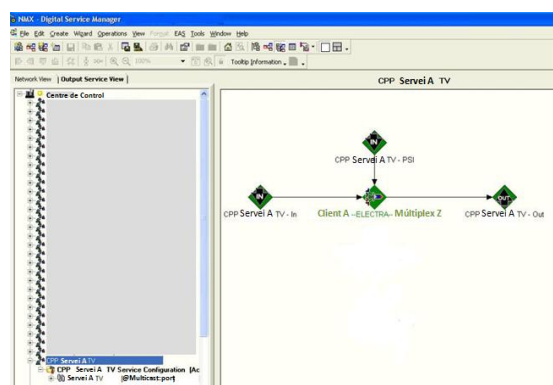 NMX - Digital Service Manager
File Edit Create Wizard Operations View Format EAS Tools Window Help
100%
Tooltip Information
Network View | Output Service View |
CPP Servei A TV
Centre de Control
IN
CPP Servei A TV - PSI
IN
OUT
CPP Servei A TV - In
Client A --ELECTRA-- Múltiplex Z
CPP Servei A TV - Out
CPP Servei A TV
CPP Servei A TV Service Configuration (Ac
Servei A TV |@Multicast:port|